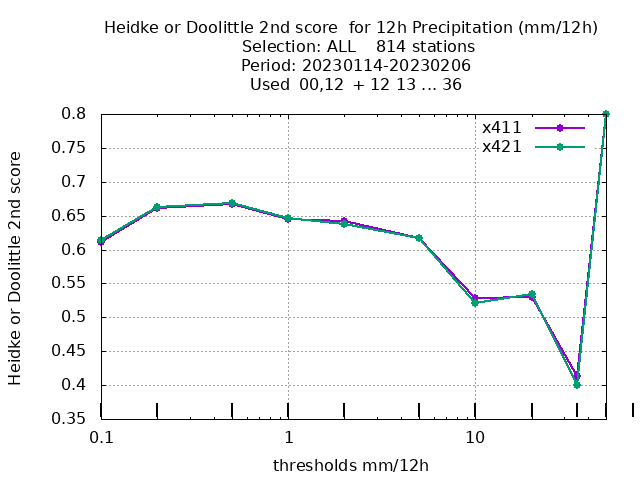 Heidke or Doolittle 2nd score  for 12h Precipitation (mm/12h)
Selection: ALL    814 stations
Period: 20230114-20230206
Used  00,12  + 12 13 ... 36
x411
x421
0.8
0.75
0.7
0.65
0.6
0.55
0.5
0.45
0.4
0.35
Heidke or Doolittle 2nd score
0.1
1
10
thresholds mm/12h